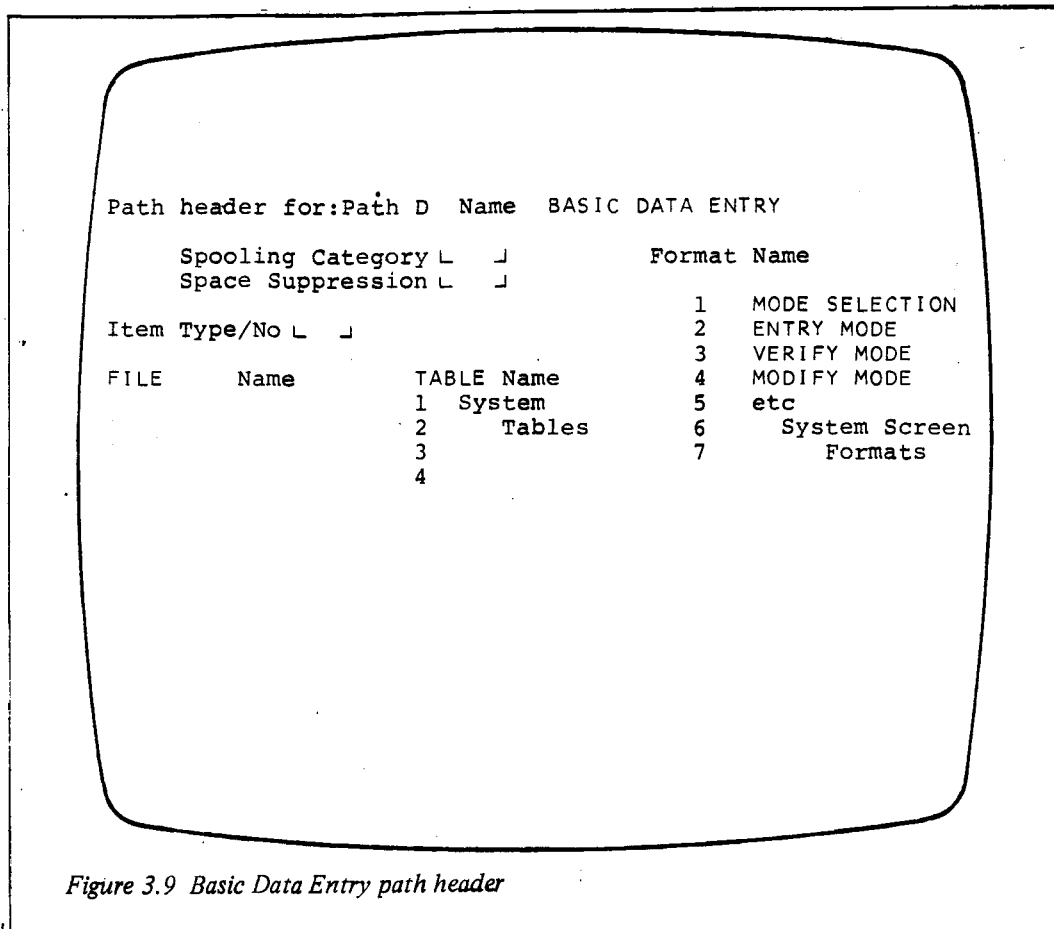 Path header for:Path D Name BASIC DATA ENTRY
Spooling Category ∟ ┘ Format Name
Space Suppression ∟ ┘
1 MODE SELECTION
Item Type/No ∟ ┘ 2 ENTRY MODE
3 VERIFY MODE
FILE Name TABLE Name 4 MODIFY MODE
1 System 5 etc
2 Tables 6 System Screen
3 7 Formats
4
Figure 3.9 Basic Data Entry path header